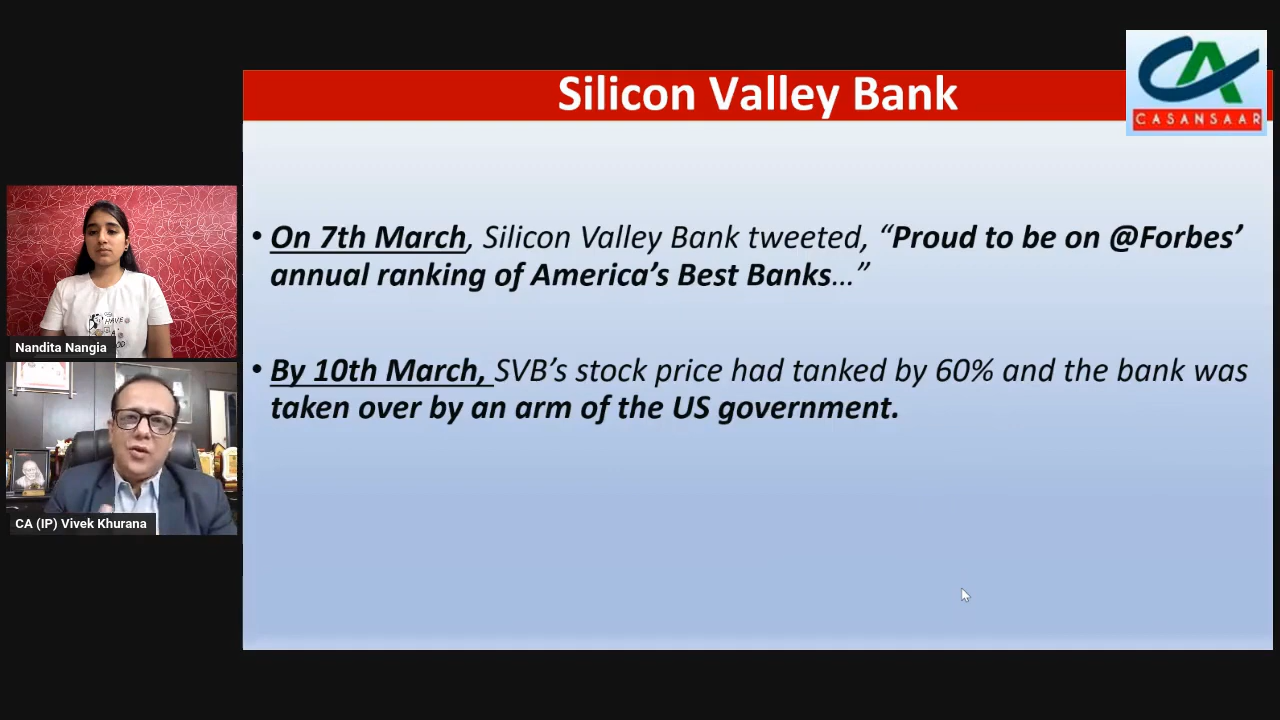 Silicon Valley Bank
CASANSAAR
• On 7th March, Silicon Valley Bank tweeted, “Proud to be on @Forbes’
annual ranking of America’s Best Banks…”
• By 10th March, SVB’s stock price had tanked by 60% and the bank was
taken over by an arm of the US government.
HAVE
Nandita Nangia
CA (IP) Vivek Khurana